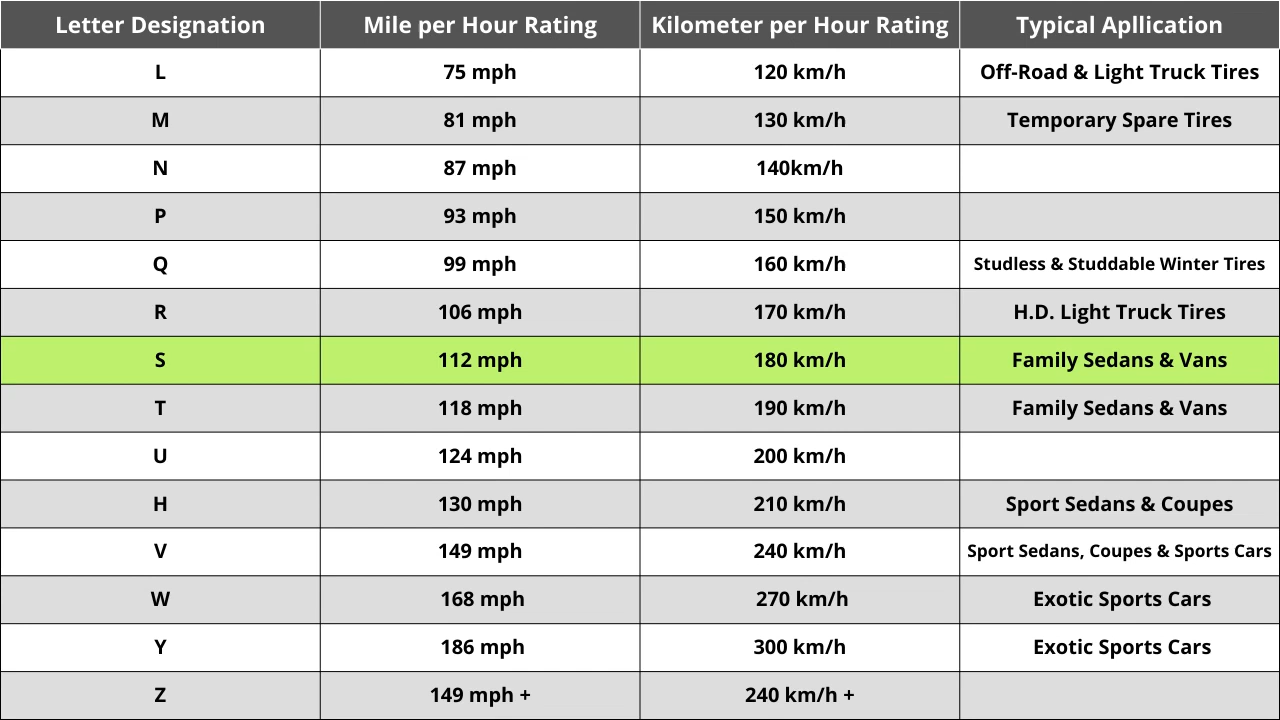 Letter Designation Mile per Hour Rating Kilometer per Hour Rating Typical Apllication
L 75 mph 120 km/h Off-Road & Light Truck Tires
M 81 mph 130 km/h Temporary Spare Tires
N 87 mph 140km/h
P 93 mph 150 km/h
Q 99 mph 160 km/h Studless & Studdable Winter Tires
R 106 mph 170 km/h H.D. Light Truck Tires
S 112 mph 180 km/h Family Sedans & Vans
T 118 mph 190 km/h Family Sedans & Vans
U 124 mph 200 km/h
H 130 mph 210 km/h Sport Sedans & Coupes
V 149 mph 240 km/h Sport Sedans, Coupes & Sports Cars
W 168 mph 270 km/h Exotic Sports Cars
Y 186 mph 300 km/h Exotic Sports Cars
Z 149 mph + 240 km/h +